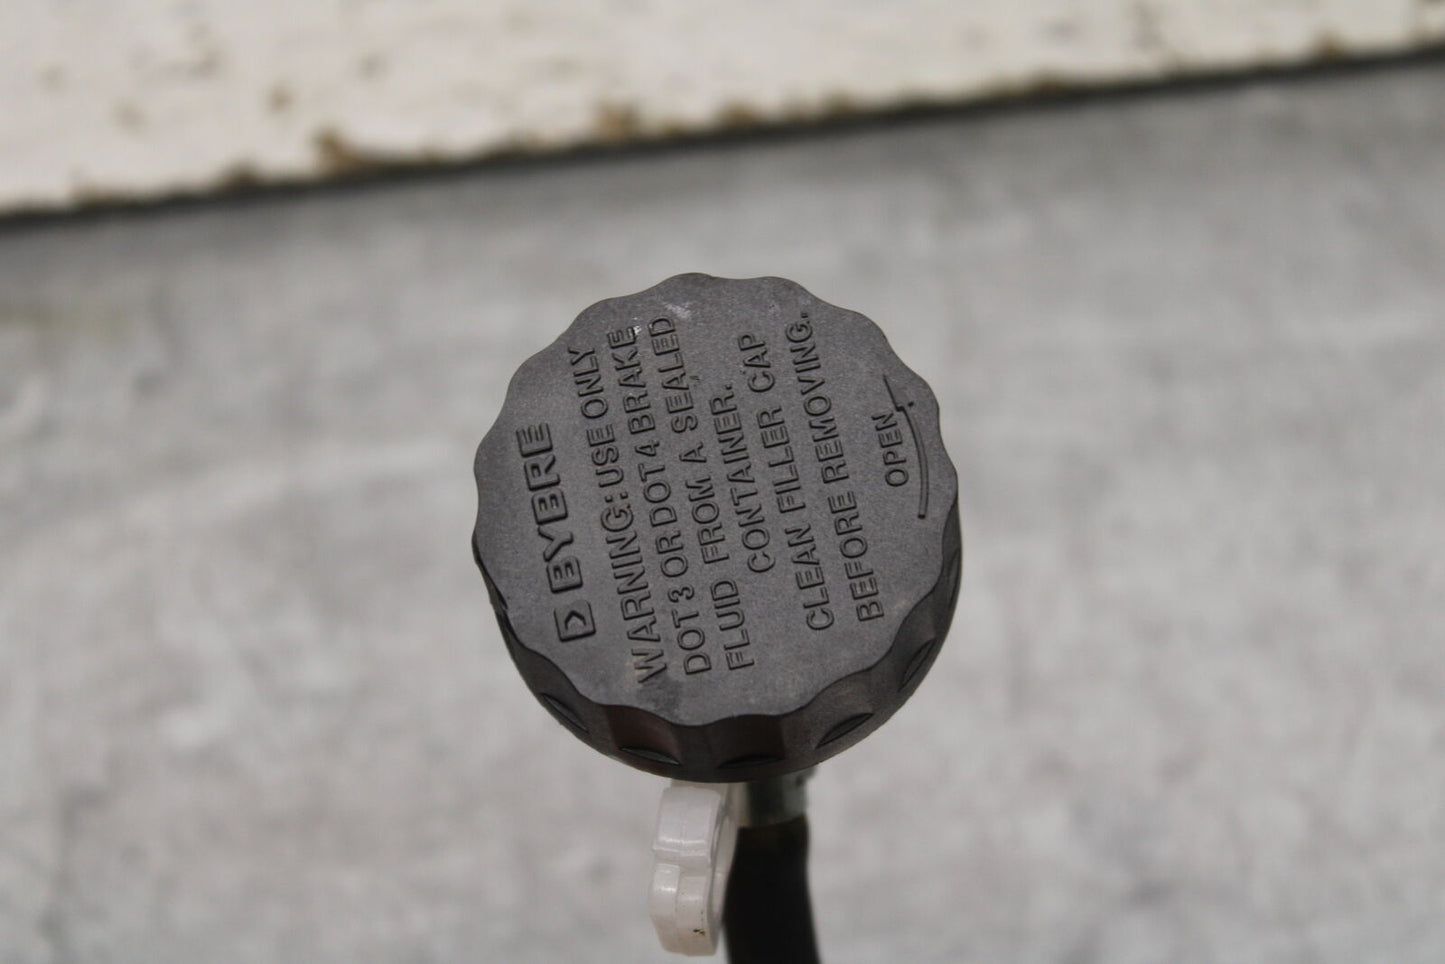 BYBRE
WARNING: USE ONLY
DOT 3 OR DOT 4 BRAKE
FLUID FROM A SEALED
CONTAINER.
CLEAN FILLER CAP
BEFORE REMOVING.
OPEN